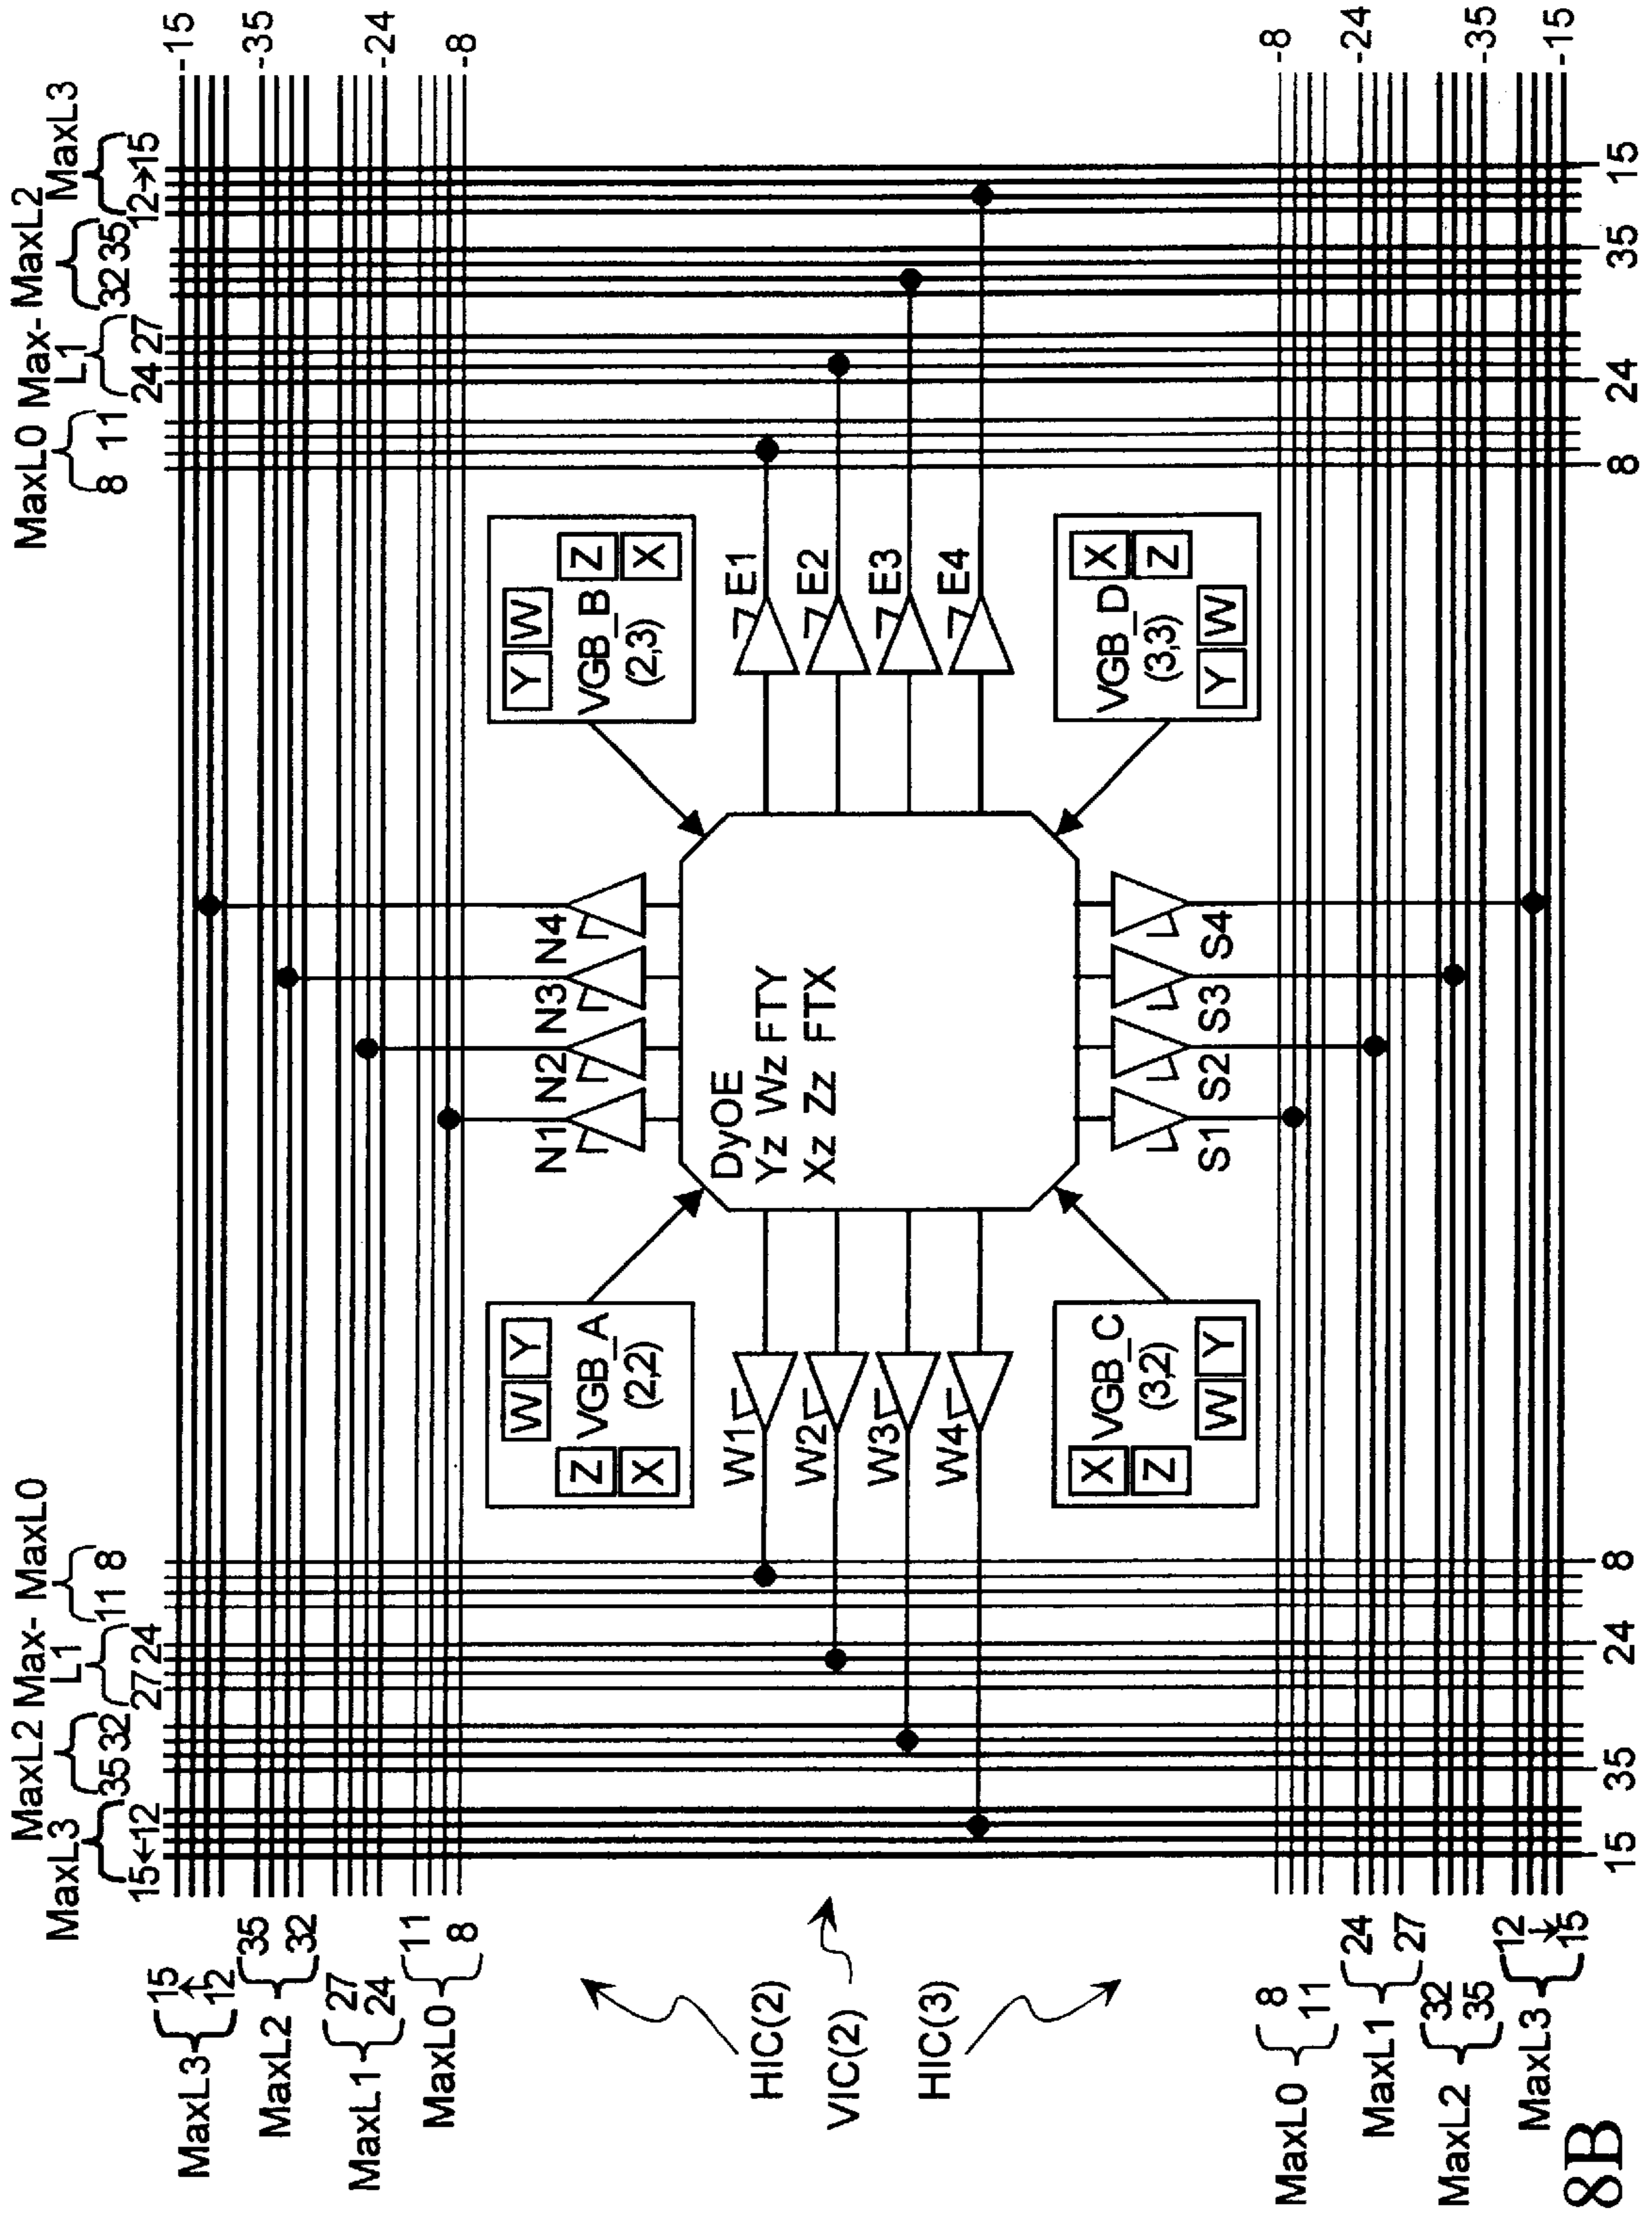 MaxL2 Max- MaxL0
MaxL3 L1
35 32 11 8
15←12 27 24
MaxL0 Max- MaxL2
L1 MaxL3
8 11 32 35
24 27 12→15
MaxL3 15↑12
-15
MaxL2 35 32
-35
MaxL1 27 24
-24
MaxL0 11 8
-8
W Y
Z VGB_A
X (2,2)
Y W
VGB_B Z
(2,3) X
N1 N2 N3 N4
DyOE
Yz Wz FTY
Xz Zz FTX
W1
W2
W3
W4
E1
E2
E3
E4
HIC(2)
VIC(2)
HIC(3)
X VGB_C
Z (3,2)
W Y
VGB_D X
(3,3) Z
Y W
S1 S2 S3 S4
MaxL0 8 11
-8
MaxL1 24 27
-24
MaxL2 32 35
-35
MaxL3 12↓15
-15
15 35 24 8
8 24 35 15
8B